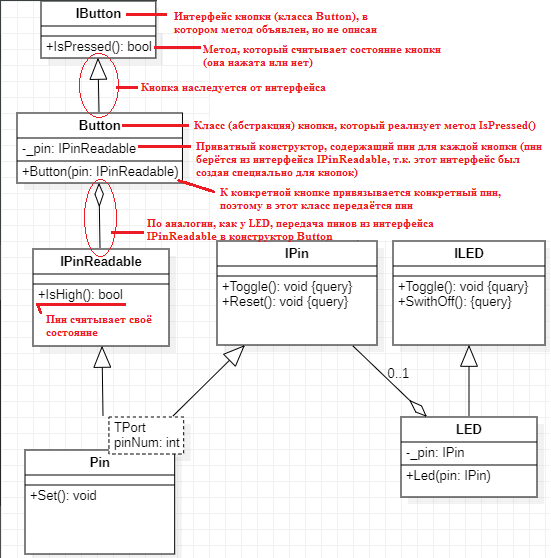 IButton
Интерфейс кнопки (класса Button), в
котором метод объявлен, но не описан
+IsPressed(): bool
Метод, который считывает состояние кнопки
(она нажата или нет)
Кнопка наследуется от интерфейса
Button
Класс (абстракция) кнопки, который реализует метод IsPressed()
-_pin: IPinReadable
Приватный конструктор, содержащий пин для каждой кнопки (пин
берётся из интерфейса IPinReadable, т.к. этот интерфейс был
создан специально для кнопок)
+Button(pin: IPinReadable)
К конкретной кнопке привязывается конкретный пин,
поэтому в этот класс передаётся пин
По аналогии, как у LED, передача пинов из интерфейса
IPinReadable в конструктор Button
IPinReadable
+IsHigh(): bool
Пин считывает своё
состояние
IPin
+Toggle(): void {query}
+Reset(): void {query}
ILED
+Toggle(): void {quary}
+SwithOff(): {query}
0..1
TPort
pinNum: int
Pin
+Set(): void
LED
-_pin: IPin
+Led(pin: IPin)